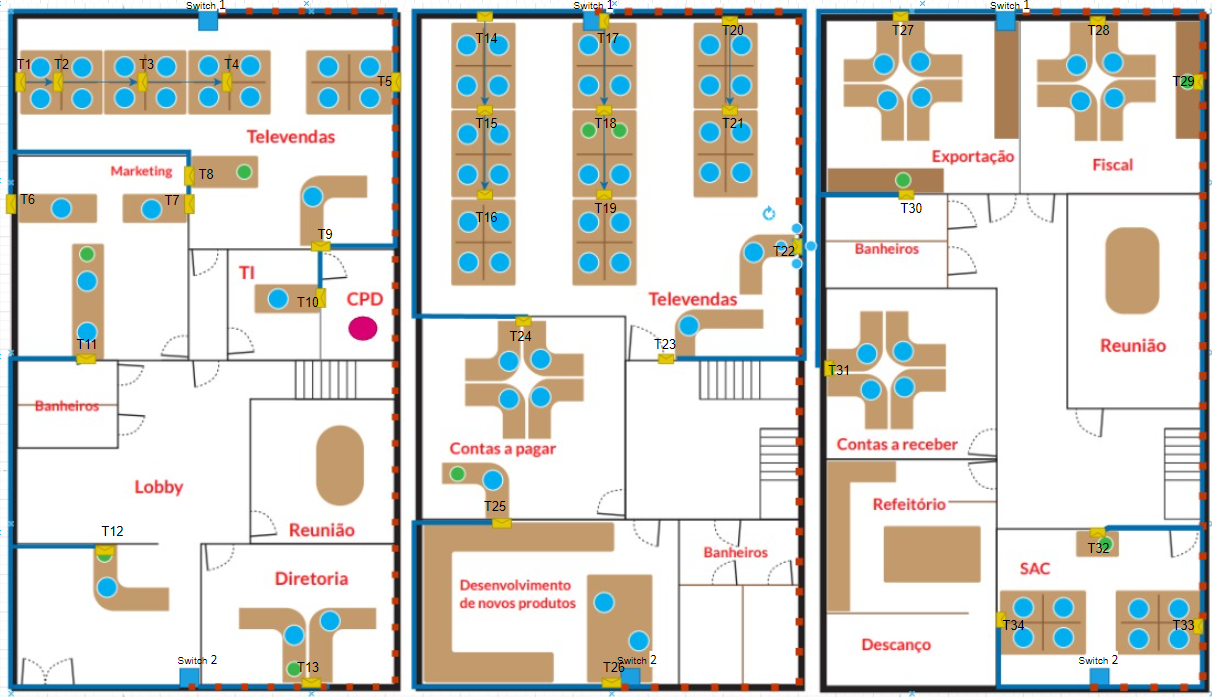 Switch 1
T1
T2
T3
T4
T5
Televendas
Marketing
T8
T6
T7
T9
TI
T10
CPD
T11
Banheiros
Lobby
Reunião
T12
Diretoria
T13
Switch 2
Switch 1
T14
T17
T20
T15
T18
T21
T16
T19
T22
Televendas
T24
T23
Contas a pagar
T25
Banheiros
Desenvolvimento
de novos produtos
T26
Switch 2
Switch 1
T27
T28
T29
Exportação
Fiscal
T30
Banheiros
Reunião
T31
Contas a receber
Refeitório
T32
SAC
T34
T33
Descanço
Switch 2